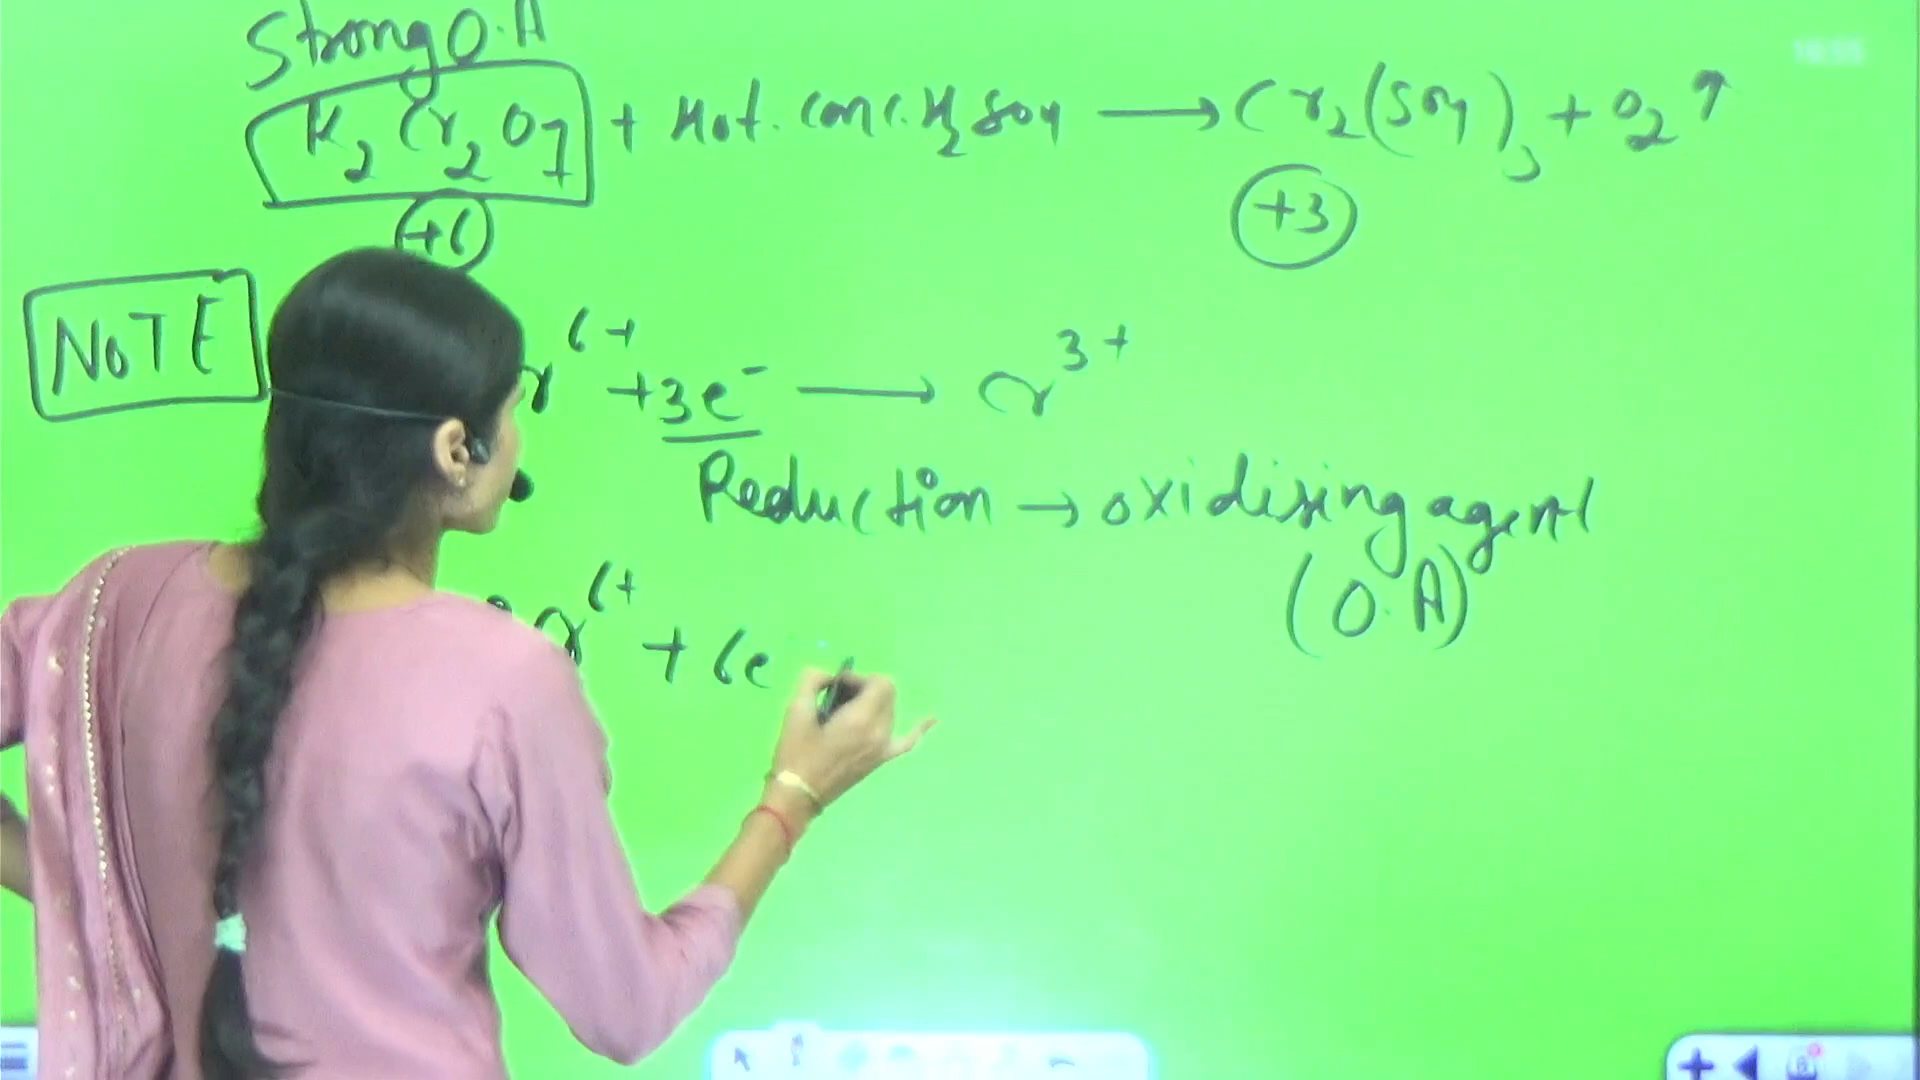 Strong O.A
K₂Cr₂O₇ + Hot. conc. H₂SO₄ ⟶ Cr₂(SO₄)₃ + O₂ ↑
+6 +3
NOTE
r⁶⁺ + 3e⁻ ⟶ Cr³⁺
Reduction → oxidising agent
(O.A)
Cr⁶⁺ + 6e